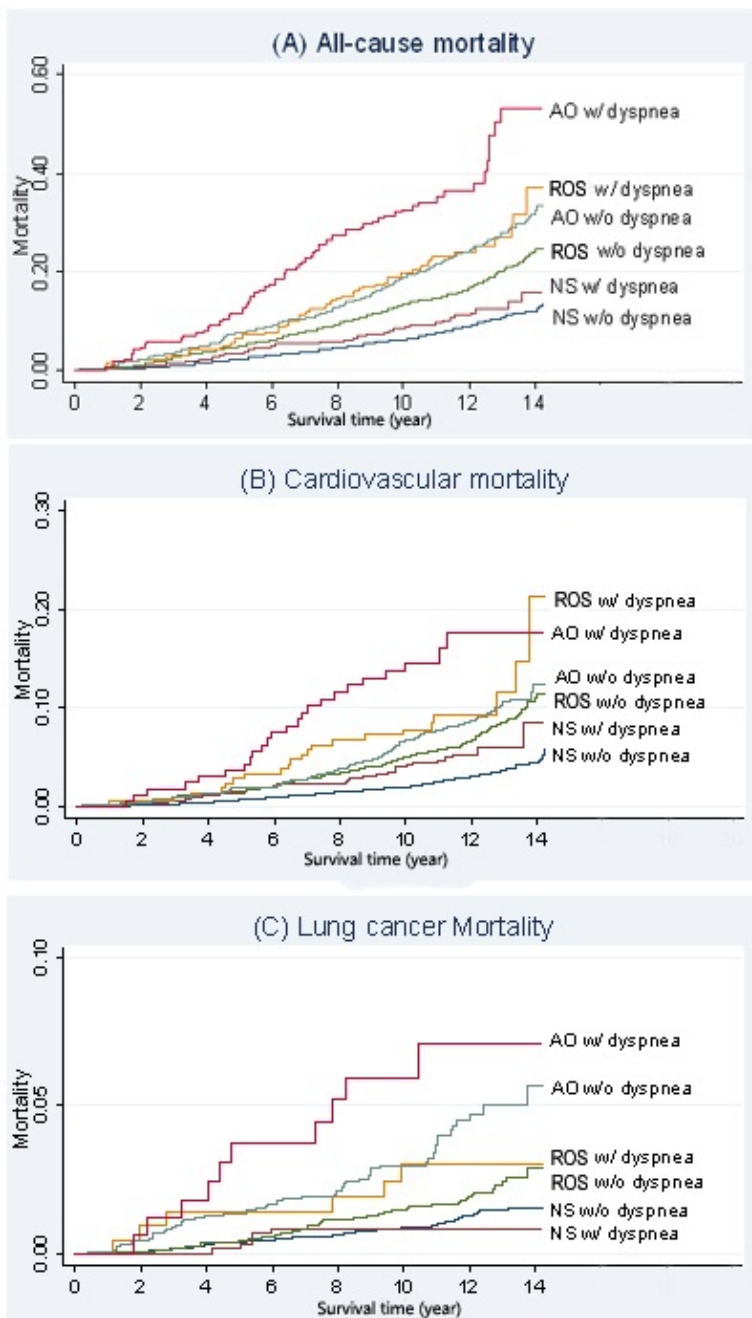 (A) All-cause mortality
0.60
AO w/ dyspnea
0.40
ROS w/ dyspnea
AO w/o dyspnea
Mortality
ROS w/o dyspnea
0.20
NS w/ dyspnea
NS w/o dyspnea
0.00
0 2 4 6 8 10 12 14
Survival time (year)
(B) Cardiovascular mortality
0.30
ROS w/ dyspnea
0.20
AO w/ dyspnea
Mortality
AO w/o dyspnea
ROS w/o dyspnea
0.10
NS w/ dyspnea
NS w/o dyspnea
0.00
0 2 4 6 8 10 12 14
Survival time (year)
(C) Lung cancer Mortality
0.10
AO w/ dyspnea
AO w/o dyspnea
Mortality
0.05
ROS w/ dyspnea
ROS w/o dyspnea
NS w/o dyspnea
NS w/ dyspnea
0.00
0 2 4 6 8 10 12 14
Survival time (year)